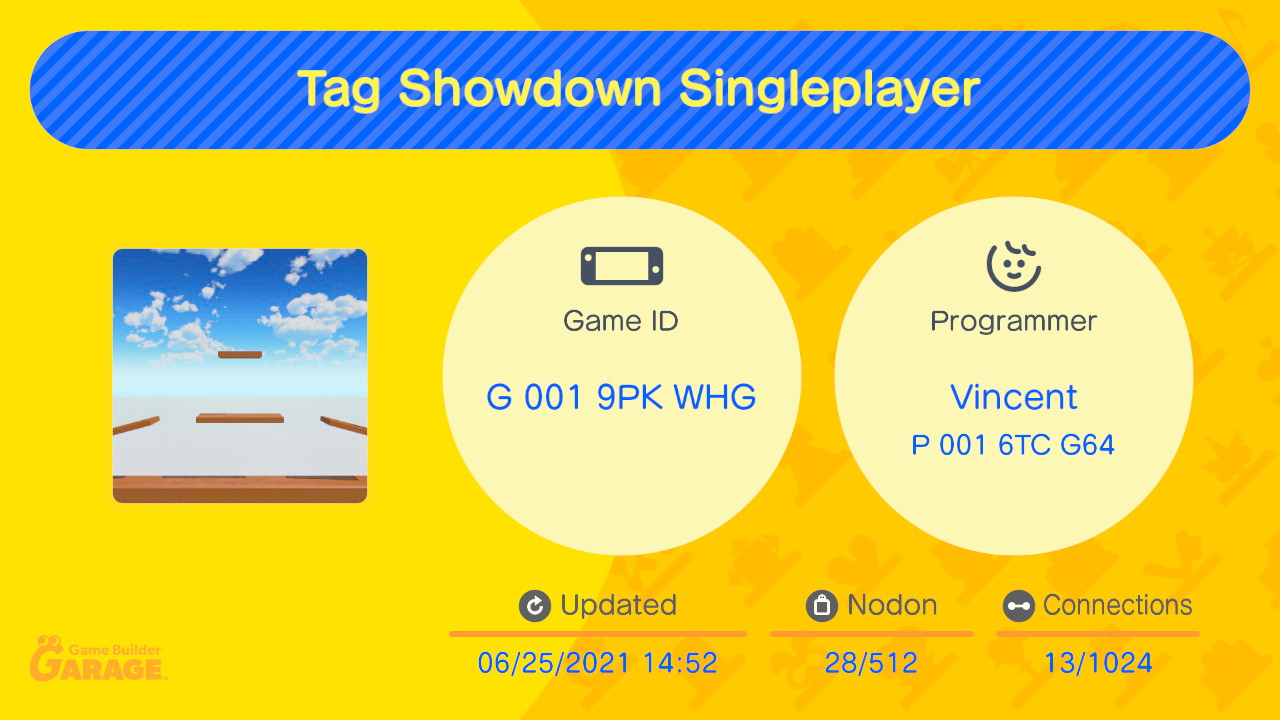 Tag Showdown Singleplayer
Game ID
G 001 9PK WHG
Programmer
Vincent
P 001 6TC G64
Updated
06/25/2021 14:52
Nodon
28/512
Connections
13/1024
Game Builder
GARAGE™